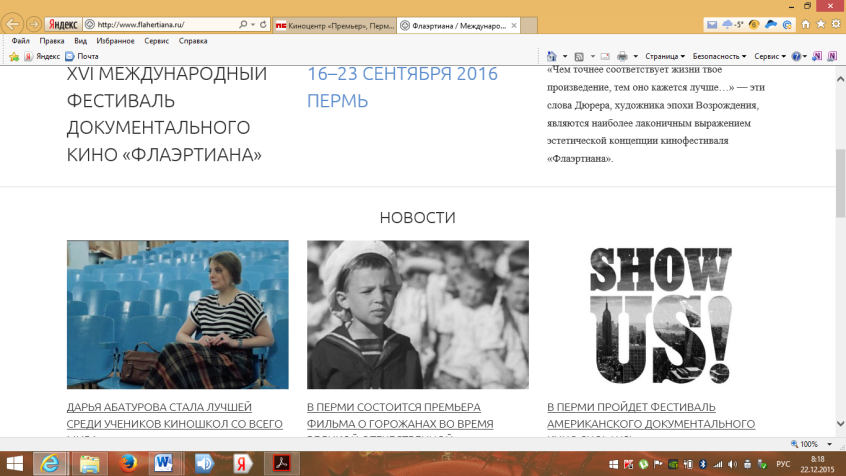 Яндекс
http://www.flahertiana.ru/
Киноцентр «Премьер», Перм...
Флаэртиана / Междунаро...
-5°
Файл Правка Вид Избранное Сервис Справка
Яндекс Почта
Страница Безопасность Сервис
XVI МЕЖДУНАРОДНЫЙ
ФЕСТИВАЛЬ
ДОКУМЕНТАЛЬНОГО
КИНО «ФЛАЭРТИАНА»
16–23 СЕНТЯБРЯ 2016
ПЕРМЬ
«Чем точнее соответствует жизни твое
произведение, тем оно кажется лучше…» — эти
слова Дюрера, художника эпохи Возрождения,
являются наиболее лаконичным выражением
эстетической концепции кинофестиваля
«Флаэртиана».
НОВОСТИ
SHOW
US!
ДАРЬЯ АБАТУРОВА СТАЛА ЛУЧШЕЙ
СРЕДИ УЧЕНИКОВ КИНОШКОЛ СО ВСЕГО
В ПЕРМИ СОСТОИТСЯ ПРЕМЬЕРА
ФИЛЬМА О ГОРОЖАНАХ ВО ВРЕМЯ
В ПЕРМИ ПРОЙДЕТ ФЕСТИВАЛЬ
АМЕРИКАНСКОГО ДОКУМЕНТАЛЬНОГО
100%
РУС
8:18
22.12.2015